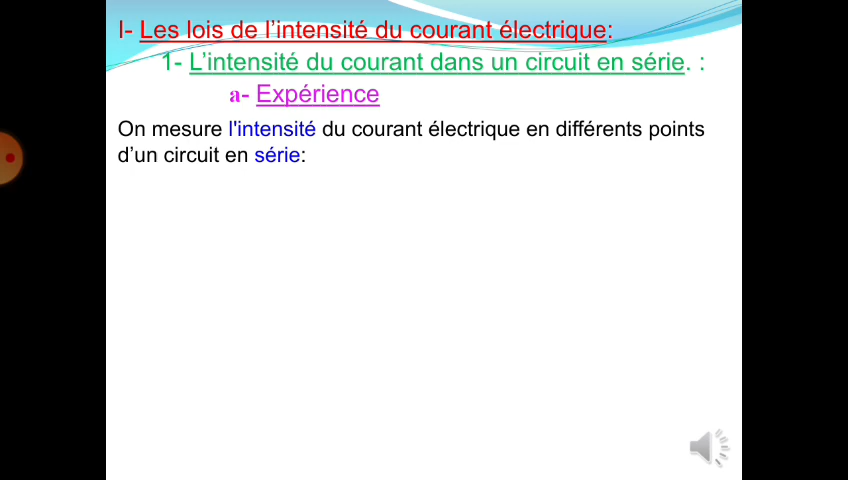 I- Les lois de l’intensité du courant électrique:
1- L’intensité du courant dans un circuit en série. :
a- Expérience
On mesure l'intensité du courant électrique en différents points
d’un circuit en série: